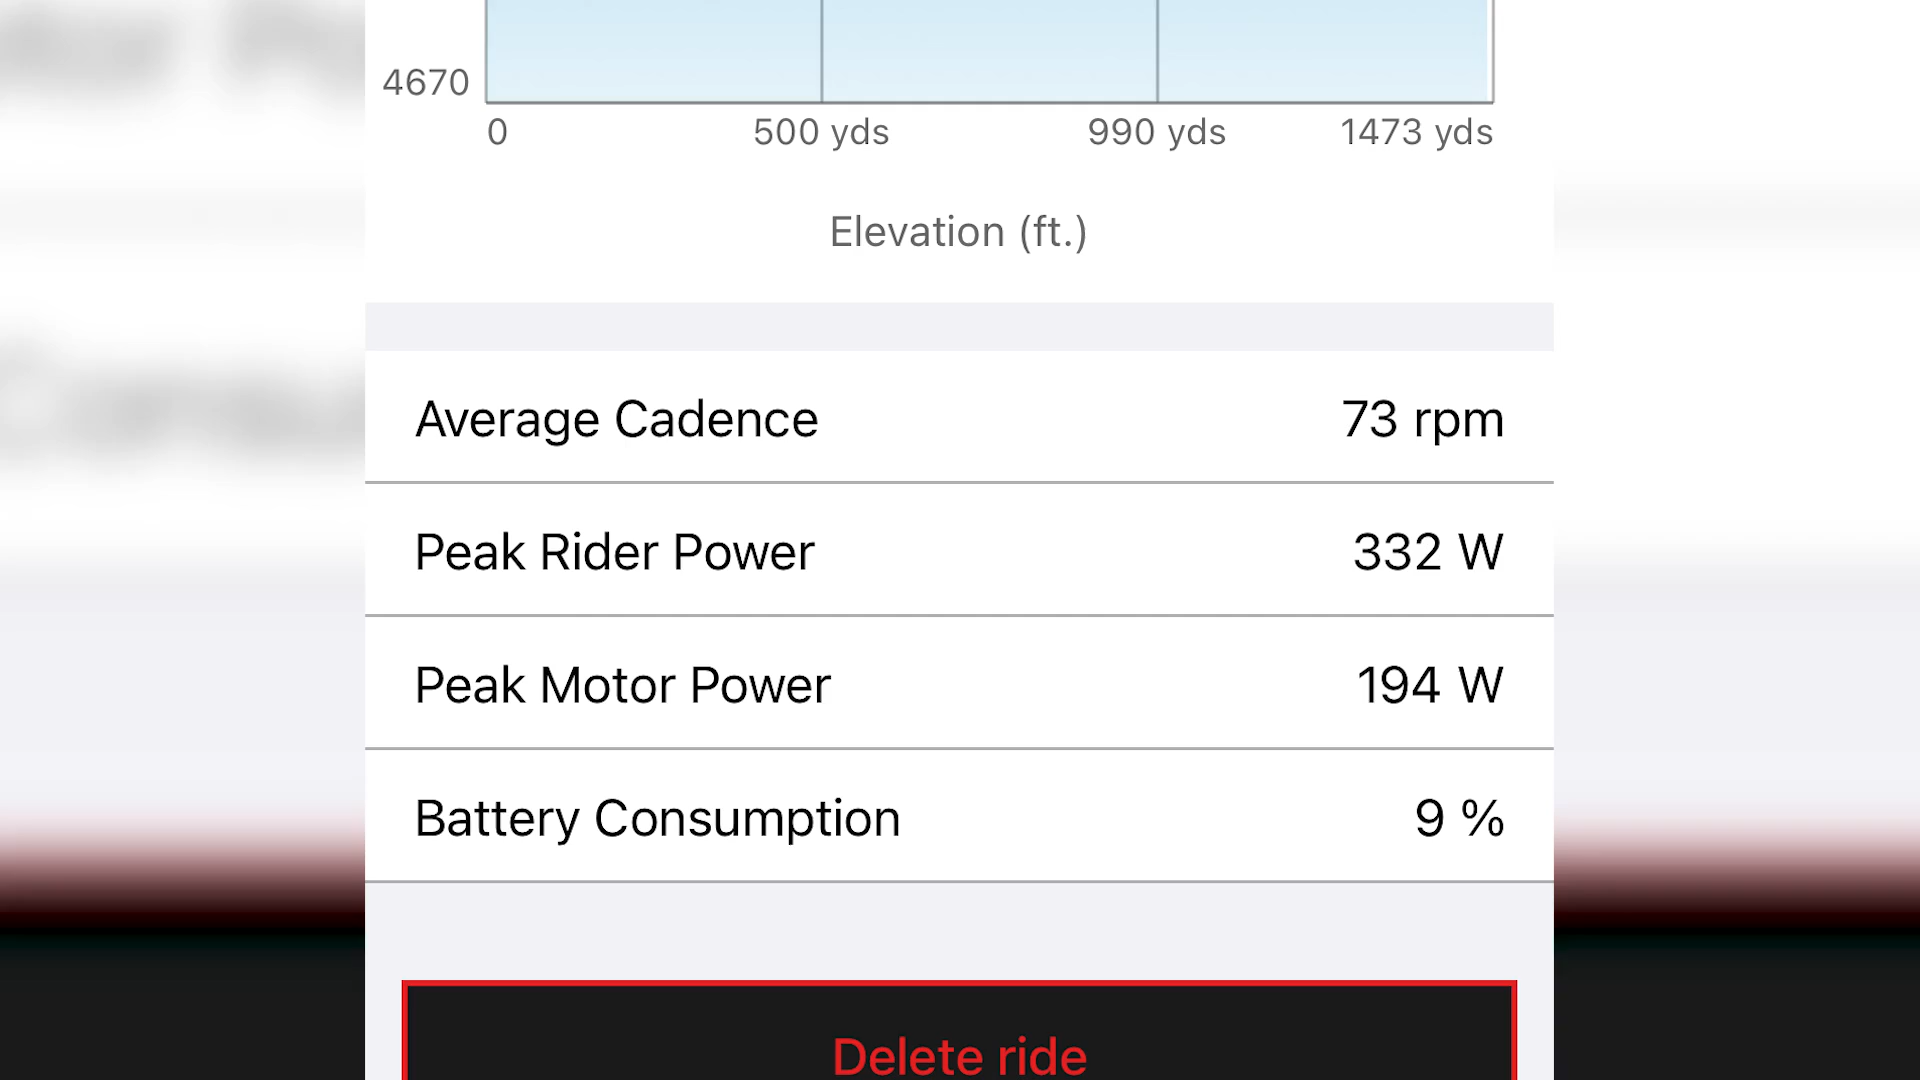 4670
0 500 yds 990 yds 1473 yds
Elevation (ft.)
Average Cadence 73 rpm
Peak Rider Power 332 W
Peak Motor Power 194 W
Battery Consumption 9 %
Delete ride